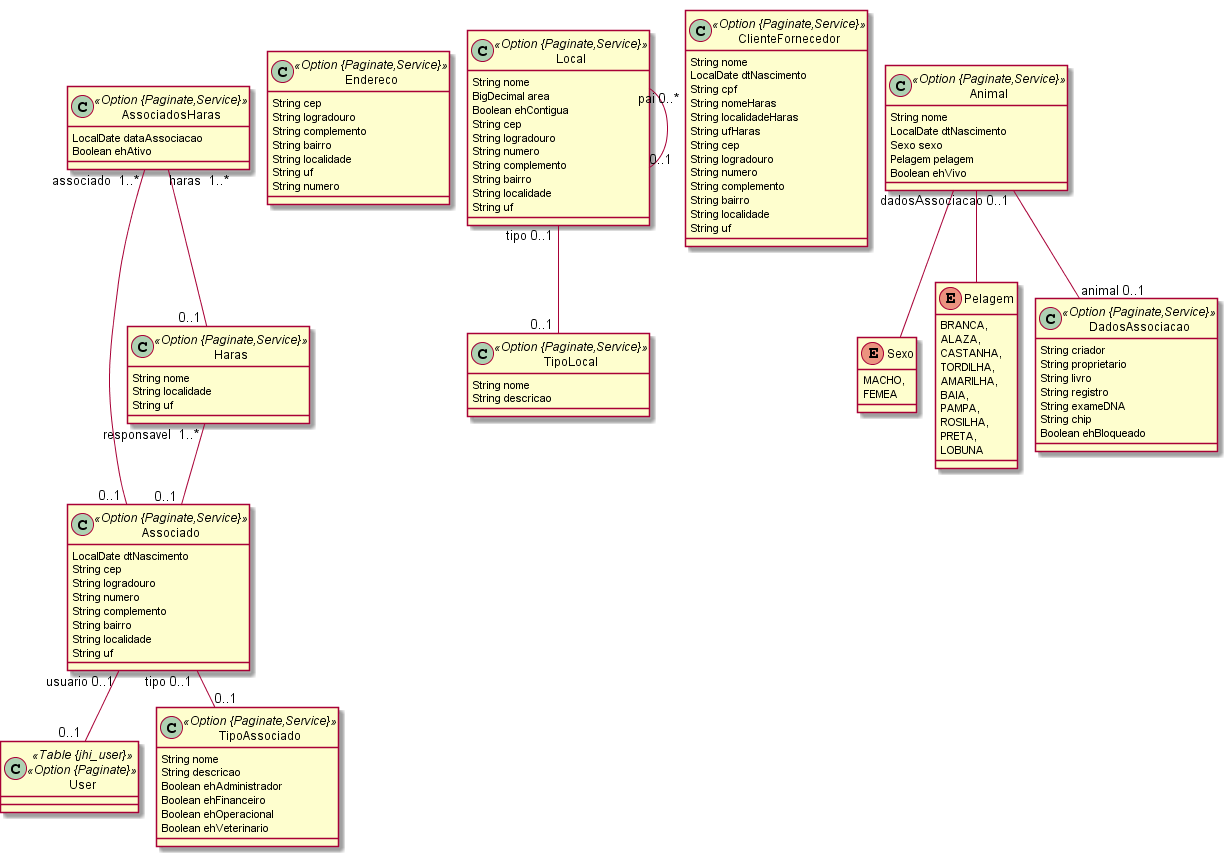 C
«Option {Paginate,Service}»
AssociadosHaras
LocalDate dataAssociacao
Boolean ehAtivo
C
«Option {Paginate,Service}»
Endereco
String cep
String logradouro
String complemento
String bairro
String localidade
String uf
String numero
C
«Option {Paginate,Service}»
Local
String nome
BigDecimal area
Boolean ehContigua
String cep
String logradouro
String numero
String complemento
String bairro
String localidade
String uf
pai 0..*
0..1
C
«Option {Paginate,Service}»
ClienteFornecedor
String nome
LocalDate dtNascimento
String cpf
String nomeHaras
String localidadeHaras
String ufHaras
String cep
String logradouro
String numero
String complemento
String bairro
String localidade
String uf
C
«Option {Paginate,Service}»
Animal
String nome
LocalDate dtNascimento
Sexo sexo
Pelagem pelagem
Boolean ehVivo
associado 1..*
haras 1..*
tipo 0..1
dadosAssociacao 0..1
0..1
C
«Option {Paginate,Service}»
Haras
String nome
String localidade
String uf
0..1
C
«Option {Paginate,Service}»
TipoLocal
String nome
String descricao
E Sexo
MACHO,
FEMEA
E Pelagem
BRANCA,
ALAZA,
CASTANHA,
TORDILHA,
AMARILHA,
BAIA,
PAMPA,
ROSILHA,
PRETA,
LOBUNA
animal 0..1
C
«Option {Paginate,Service}»
DadosAssociacao
String criador
String proprietario
String livro
String registro
String exameDNA
String chip
Boolean ehBloqueado
responsavel 1..*
0..1
0..1
C
«Option {Paginate,Service}»
Associado
LocalDate dtNascimento
String cep
String logradouro
String numero
String complemento
String bairro
String localidade
String uf
usuario 0..1
tipo 0..1
0..1
0..1
C
«Table {jhi_user}»
«Option {Paginate}»
User
C
«Option {Paginate,Service}»
TipoAssociado
String nome
String descricao
Boolean ehAdministrador
Boolean ehFinanceiro
Boolean ehOperacional
Boolean ehVeterinario